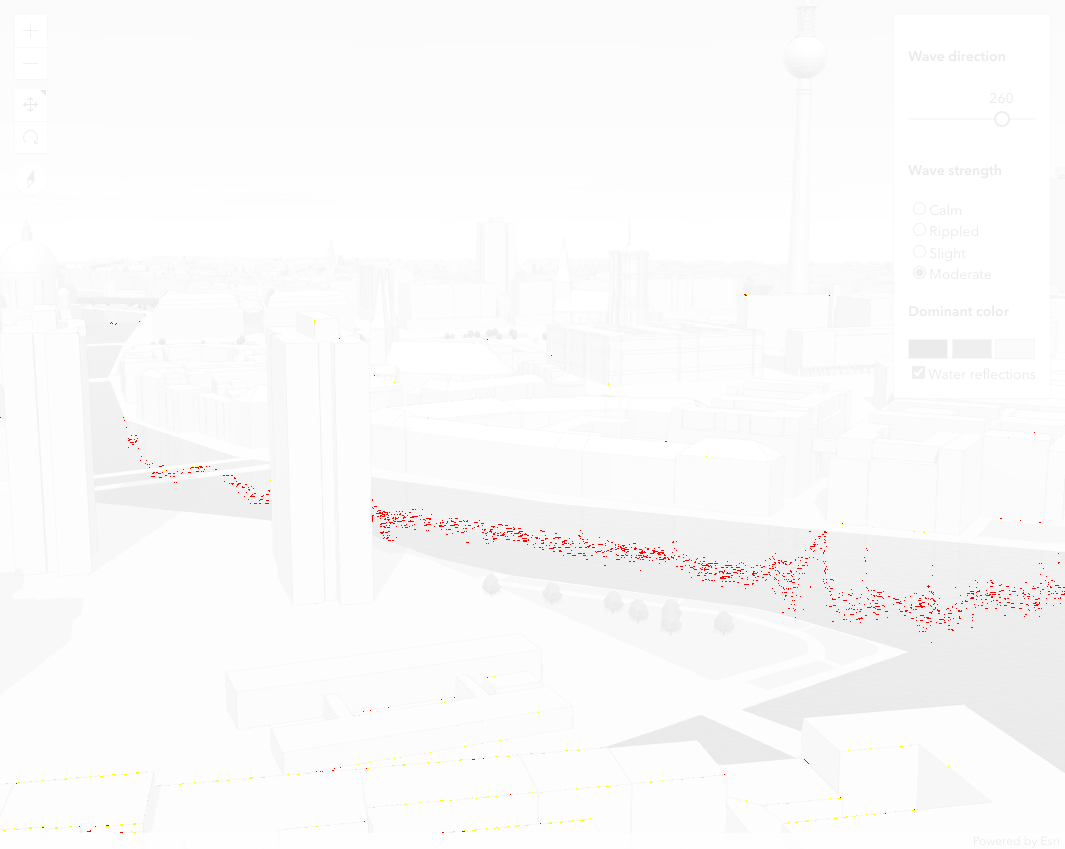 Wave direction
260
Wave strength
Calm
Rippled
Slight
Moderate
Dominant color
Water reflections
Powered by Esri